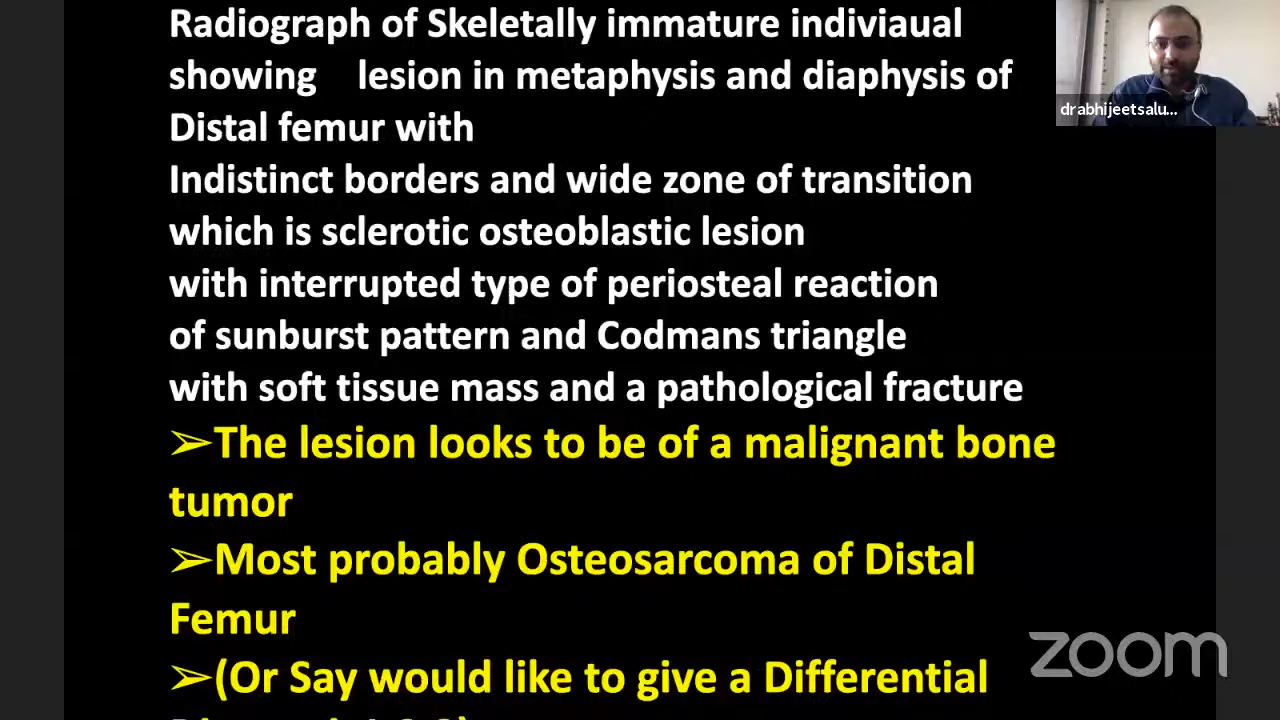 Radiograph of Skeletally immature indiviaual
showing lesion in metaphysis and diaphysis of
Distal femur with
Indistinct borders and wide zone of transition
which is sclerotic osteoblastic lesion
with interrupted type of periosteal reaction
of sunburst pattern and Codmans triangle
with soft tissue mass and a pathological fracture
➢The lesion looks to be of a malignant bone
tumor
➢Most probably Osteosarcoma of Distal
Femur
➢(Or Say would like to give a Differential
drabhijeetsalu...
zoom